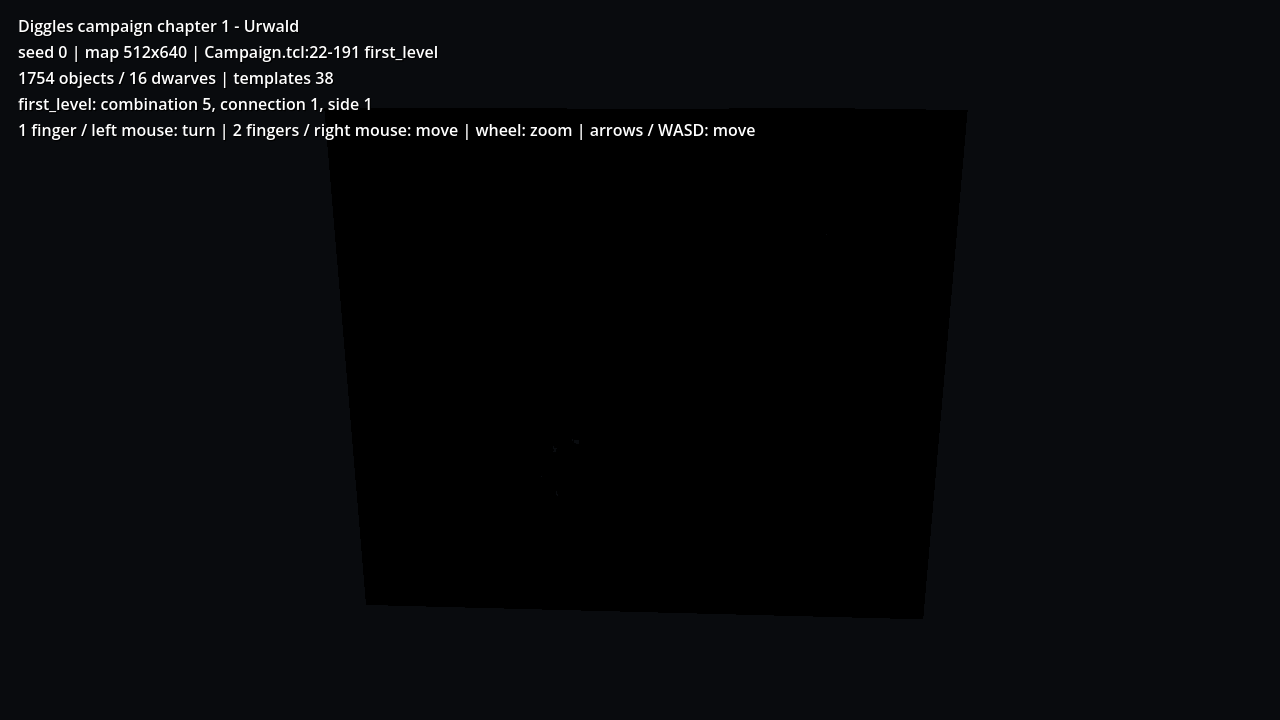 Diggles campaign chapter 1 - Urwald
seed 0 | map 512x640 | Campaign.tcl:22-191 first_level
1754 objects / 16 dwarves | templates 38
first_level: combination 5, connection 1, side 1
1 finger / left mouse: turn | 2 fingers / right mouse: move | wheel: zoom | arrows / WASD: move